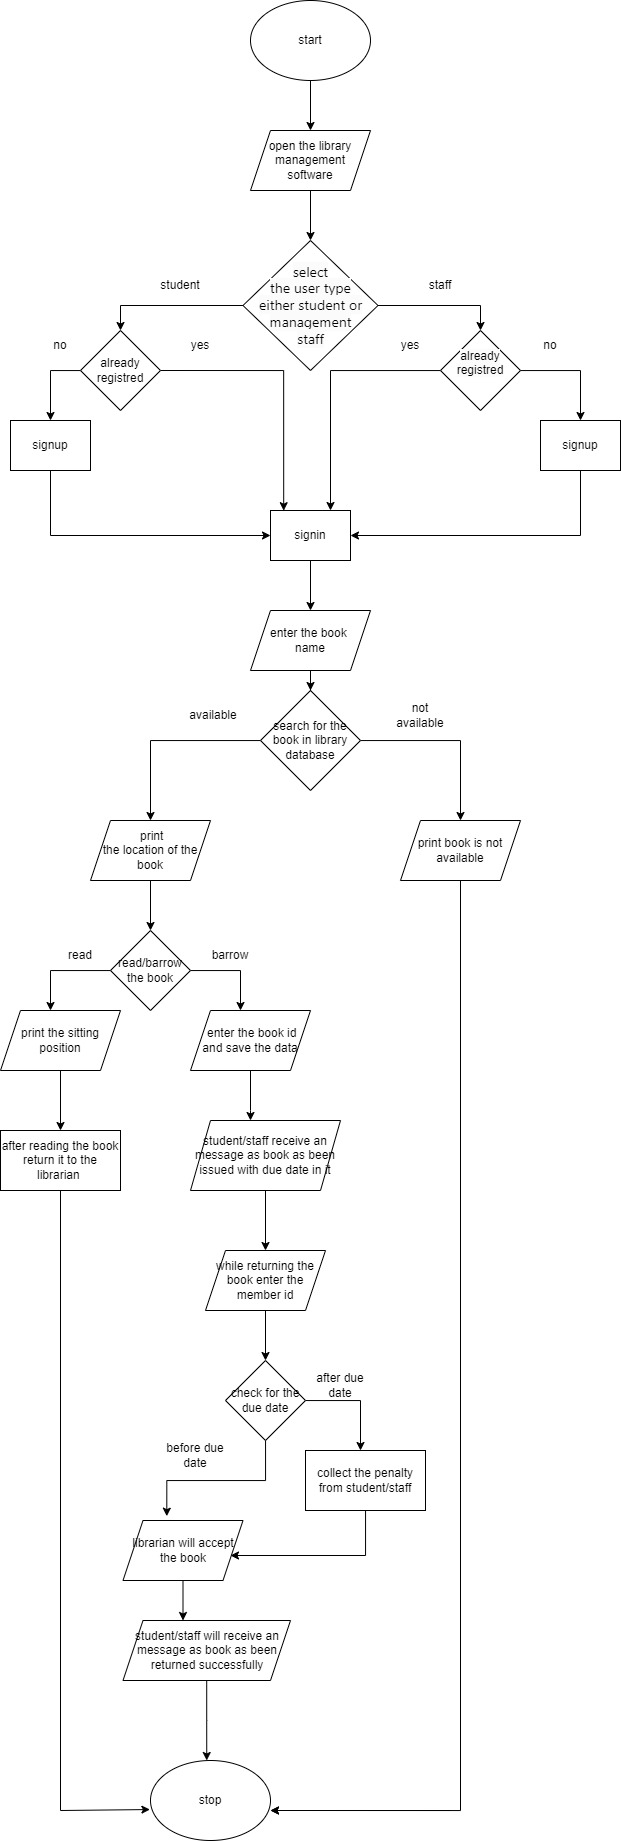 start
open the library
management
software
select
the user type
either student or
management
staff
student
staff
no
already
registred
yes
yes
already
registred
no
signup
signup
signin
enter the book
name
available
search for the
book in library
database
not
available
print
the location of the
book
print book is not
available
read
read/barrow
the book
barrow
print the sitting
position
enter the book id
and save the data
after reading the book
return it to the
librarian
student/staff receive an
message as book as been
issued with due date in it
while returning the
book enter the
member id
check for the
due date
after due
date
before due
date
collect the penalty
from student/staff
librarian will accept
the book
student/staff will receive an
message as book as been
returned successfully
stop